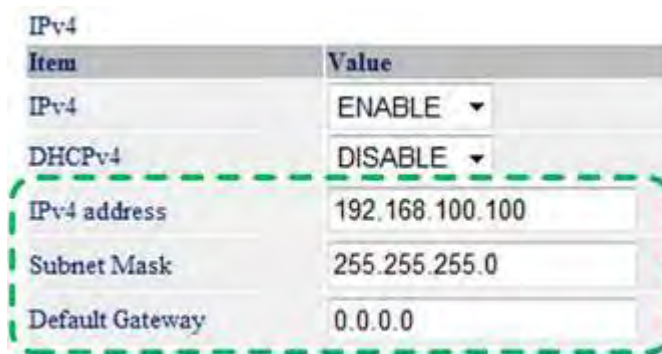 IPv4
Item Value
IPv4 ENABLE
DHCPv4 DISABLE
IPv4 address 192.168.100.100
Subnet Mask 255.255.255.0
Default Gateway 0.0.0.0